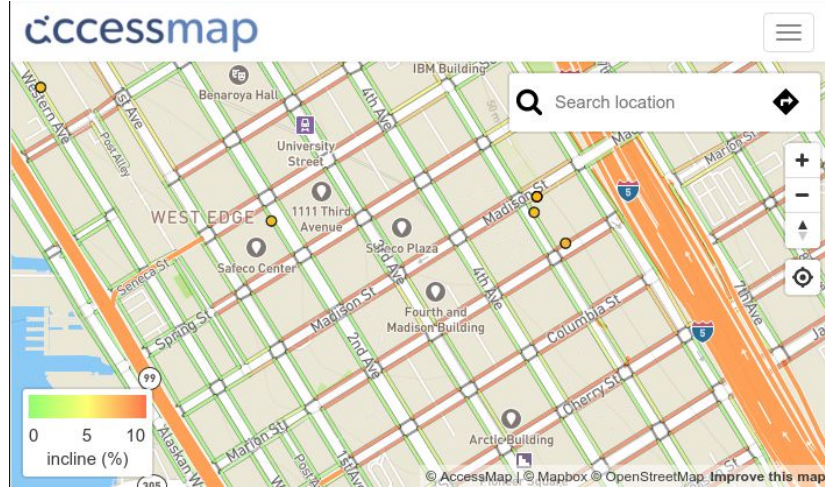 accessmap
IBM Building
Search location
Western Ave
1st Ave
Benaroya Hall
4th Ave
50 m
Post Alley
University
Street
Marion St
5
WEST EDGE
1111 Third
Avenue
Madison St
Safeco Plaza
Safeco Center
3rd Ave
Seneca St
4th Ave
7th Ave
Spring St
Madison St
Fourth and
Madison Building
Columbia St
5
2nd Ave
99
Cherry St
0 5 10
incline (%)
Marion St
Arctic Building
1st Ave
Alaskan W
305
Pioneer Square
© AccessMap | © Mapbox © OpenStreetMap Improve this map